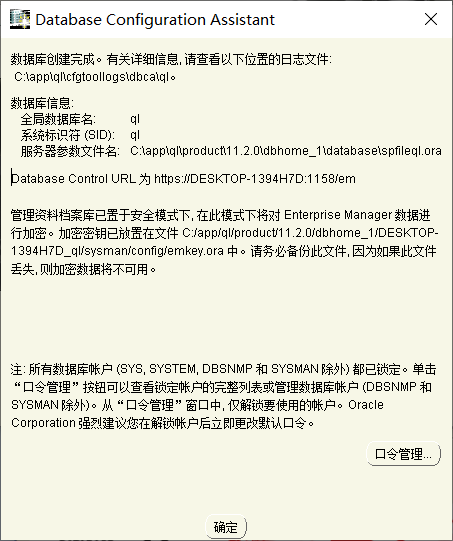 Database Configuration Assistant
数据库创建完成。有关详细信息, 请查看以下位置的日志文件:
C:\app\ql\cfgtoollogs\dbca\ql。
数据库信息:
全局数据库名: ql
系统标识符 (SID): ql
服务器参数文件名: C:\app\ql\product\11.2.0\dbhome_1\database\spfileql.ora
Database Control URL 为 https://DESKTOP-1394H7D:1158/em
管理资料档案库已置于安全模式下, 在此模式下将对 Enterprise Manager 数据进
行加密。加密密钥已放置在文件 C:/app/ql/product/11.2.0/dbhome_1/DESKTOP-
1394H7D_ql/sysman/config/emkey.ora 中。请务必备份此文件, 因为如果此文件
丢失, 则加密数据将不可用。
注: 所有数据库帐户 (SYS, SYSTEM, DBSNMP 和 SYSMAN 除外) 都已锁定。单击
“口令管理”按钮可以查看锁定帐户的完整列表或管理数据库帐户 (DBSNMP 和
SYSMAN 除外)。从“口令管理”窗口中, 仅解锁要使用的帐户。Oracle
Corporation 强烈建议您在解锁帐户后立即更改默认口令。
口令管理...
确定